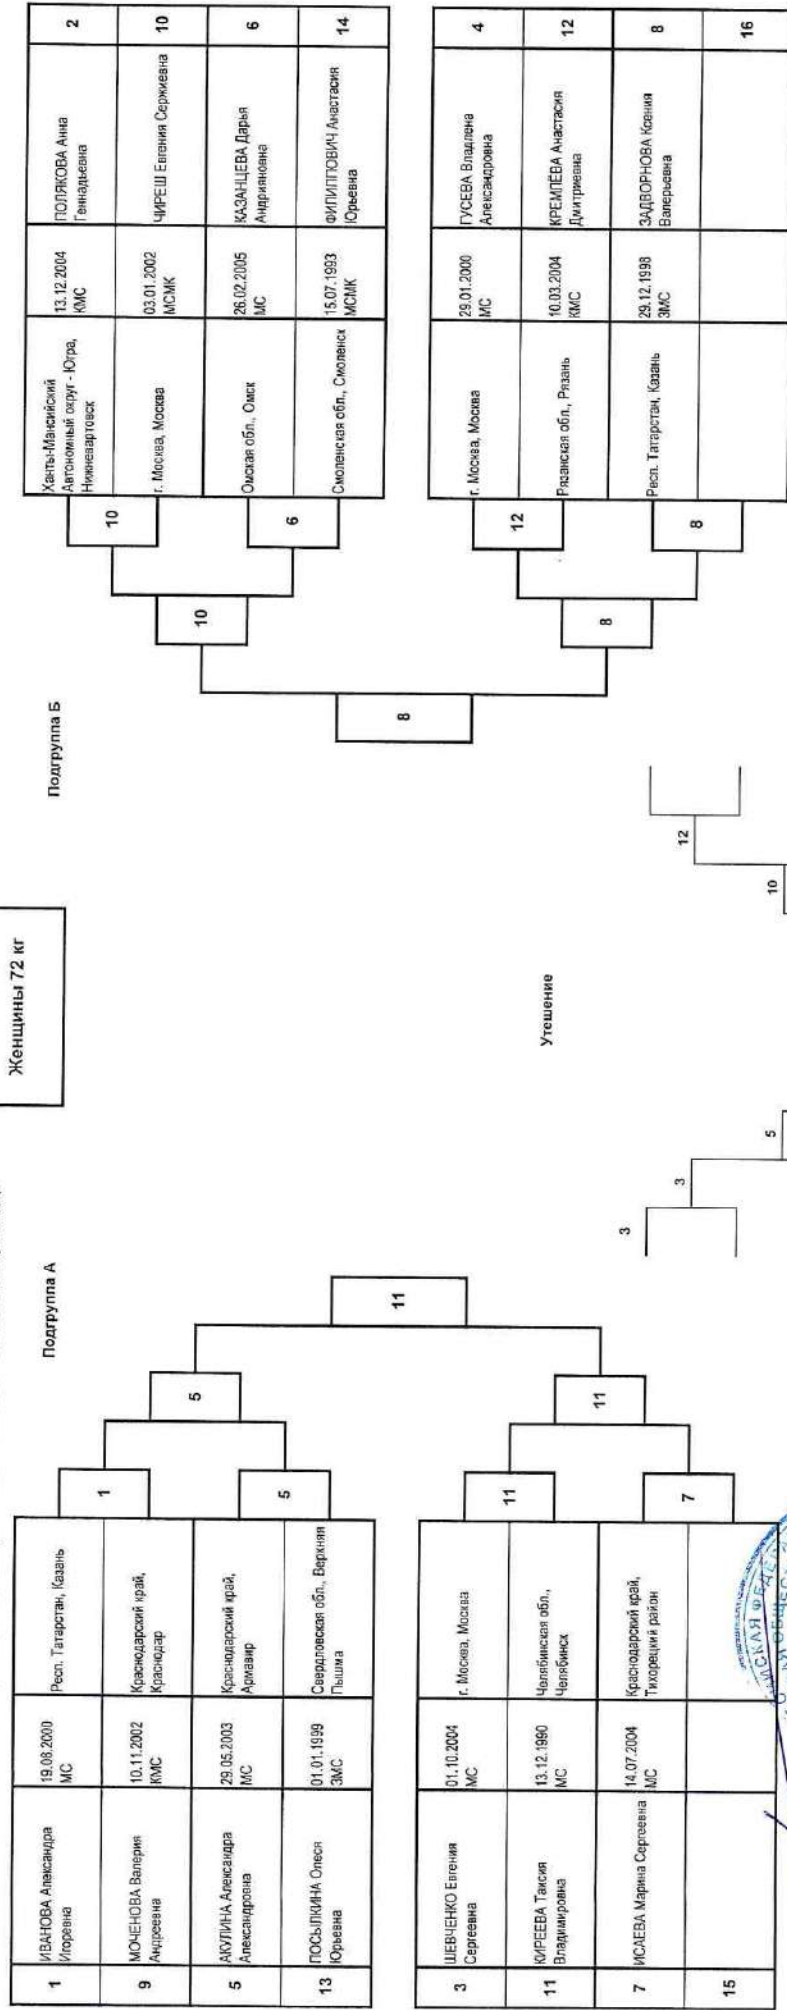 Женщины 72 кг
Подгруппа А
1
ИВАНОВА Александра
Игоревна
19.08.2000
МС
Респ. Татарстан, Казань
9
МОЧЕНОВА Валерия
Андреевна
10.11.2002
КМС
Краснодарский край,
Краснодар
5
АКУЛИНА Александра
Александровна
29.05.2003
МС
Краснодарский край,
Армавир
13
ПОСЫЛКИНА Олеся
Юрьевна
01.01.1999
ЗМС
Свердловская обл., Верхняя
Пышма
1
5
5
11
3
ШЕВЧЕНКО Евгения
Сергеевна
01.10.2004
МС
г. Москва, Москва
11
КИРЕЕВА Таисия
Владимировна
13.12.1990
МС
Челябинская обл.,
Челябинск
7
ИСАЕВА Марина Сергеевна
14.07.2004
МС
Краснодарский край,
Тихорецкий район
15
11
7
11
Подгруппа Б
Ханты-Мансийский
Автономный округ - Югра,
Нижневартовск
13.12.2004
КМС
ПОЛЯКОВА Анна
Геннадьевна
2
г. Москва, Москва
03.01.2002
МСМК
ЧИРЕШ Евгения Сержиевна
10
Омская обл., Омск
26.02.2005
МС
КАЗАНЦЕВА Дарья
Андрияновна
6
Смоленская обл., Смоленск
15.07.1993
МСМК
ФИЛИППОВИЧ Анастасия
Юрьевна
14
10
6
10
8
г. Москва, Москва
29.01.2000
МС
ГУСЕВА Владлена
Александровна
4
Рязанская обл., Рязань
10.03.2004
КМС
КРЕМЛЁВА Анастасия
Дмитриевна
12
Респ. Татарстан, Казань
29.12.1998
ЗМС
ЗАДВОРНОВА Ксения
Валерьевна
8
16
12
8
8
Утешение
3
3
5
12
10